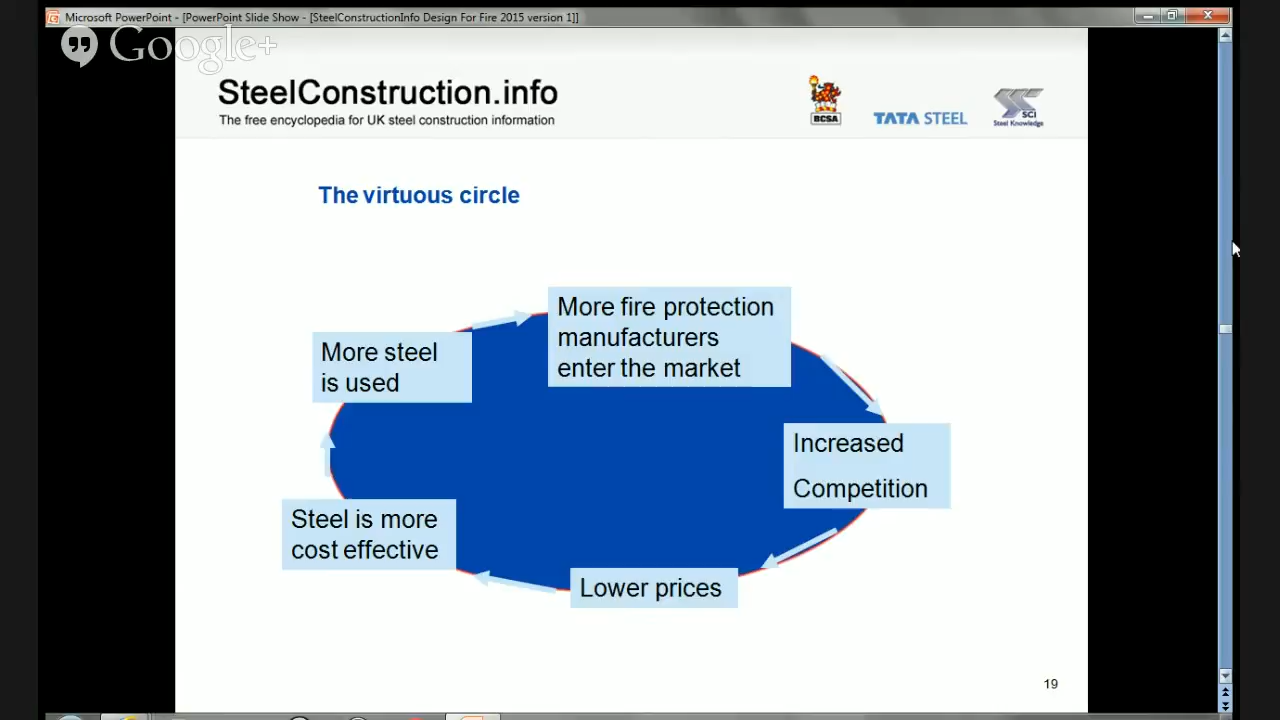 Microsoft PowerPoint - [PowerPoint Slide Show - [SteelConstructionInfo Design For Fire 2015 version 1]]
Google+
SteelConstruction.info
The free encyclopedia for UK steel construction information
BCSA
TATA STEEL
SCI
Steel Knowledge
The virtuous circle
More fire protection
manufacturers
enter the market
More steel
is used
Increased
Competition
Steel is more
cost effective
Lower prices
19